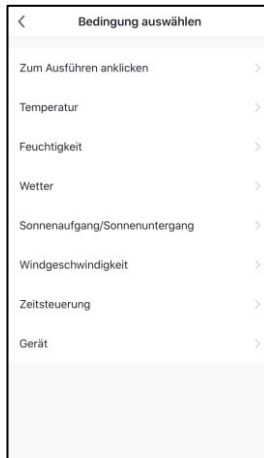 Bedingung auswählen
Zum Ausführen anklicken
Temperatur
Feuchtigkeit
Wetter
Sonnenaufgang/Sonnenuntergang
Windgeschwindigkeit
Zeitsteuerung
Gerät